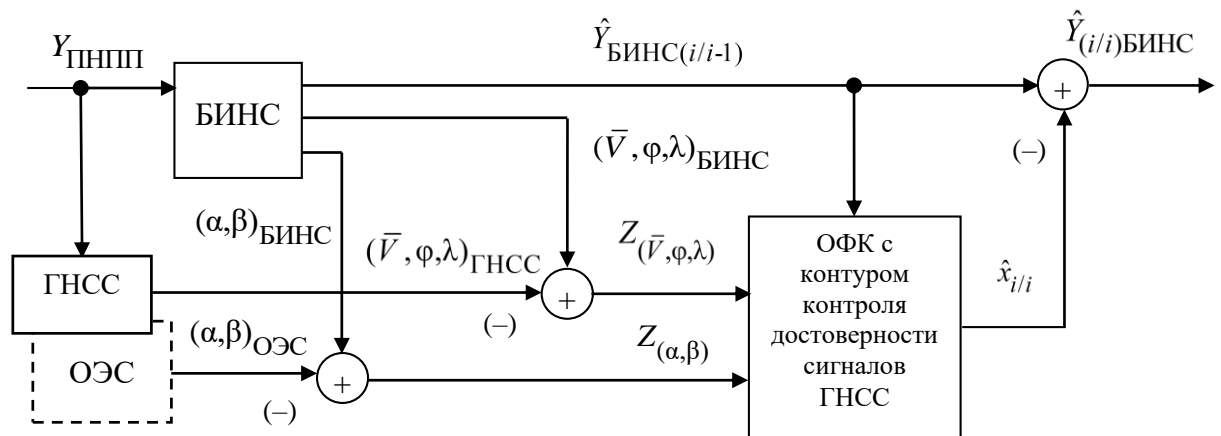 Y_ПНПП
Ŷ_БИНС(i/i-1)
Ŷ_(i/i)БИНС
БИНС
+
(V̄, φ,λ)_БИНС
(–)
(α,β)_БИНС
(V̄, φ,λ)_ГНСС
Z_(V̄,φ,λ)
ОФК с
контуром
контроля
достоверности
сигналов
ГНСС
x̂_i/i
ГНСС
+
(–)
(α,β)_ОЭС
Z_(α,β)
ОЭС
+
(–)